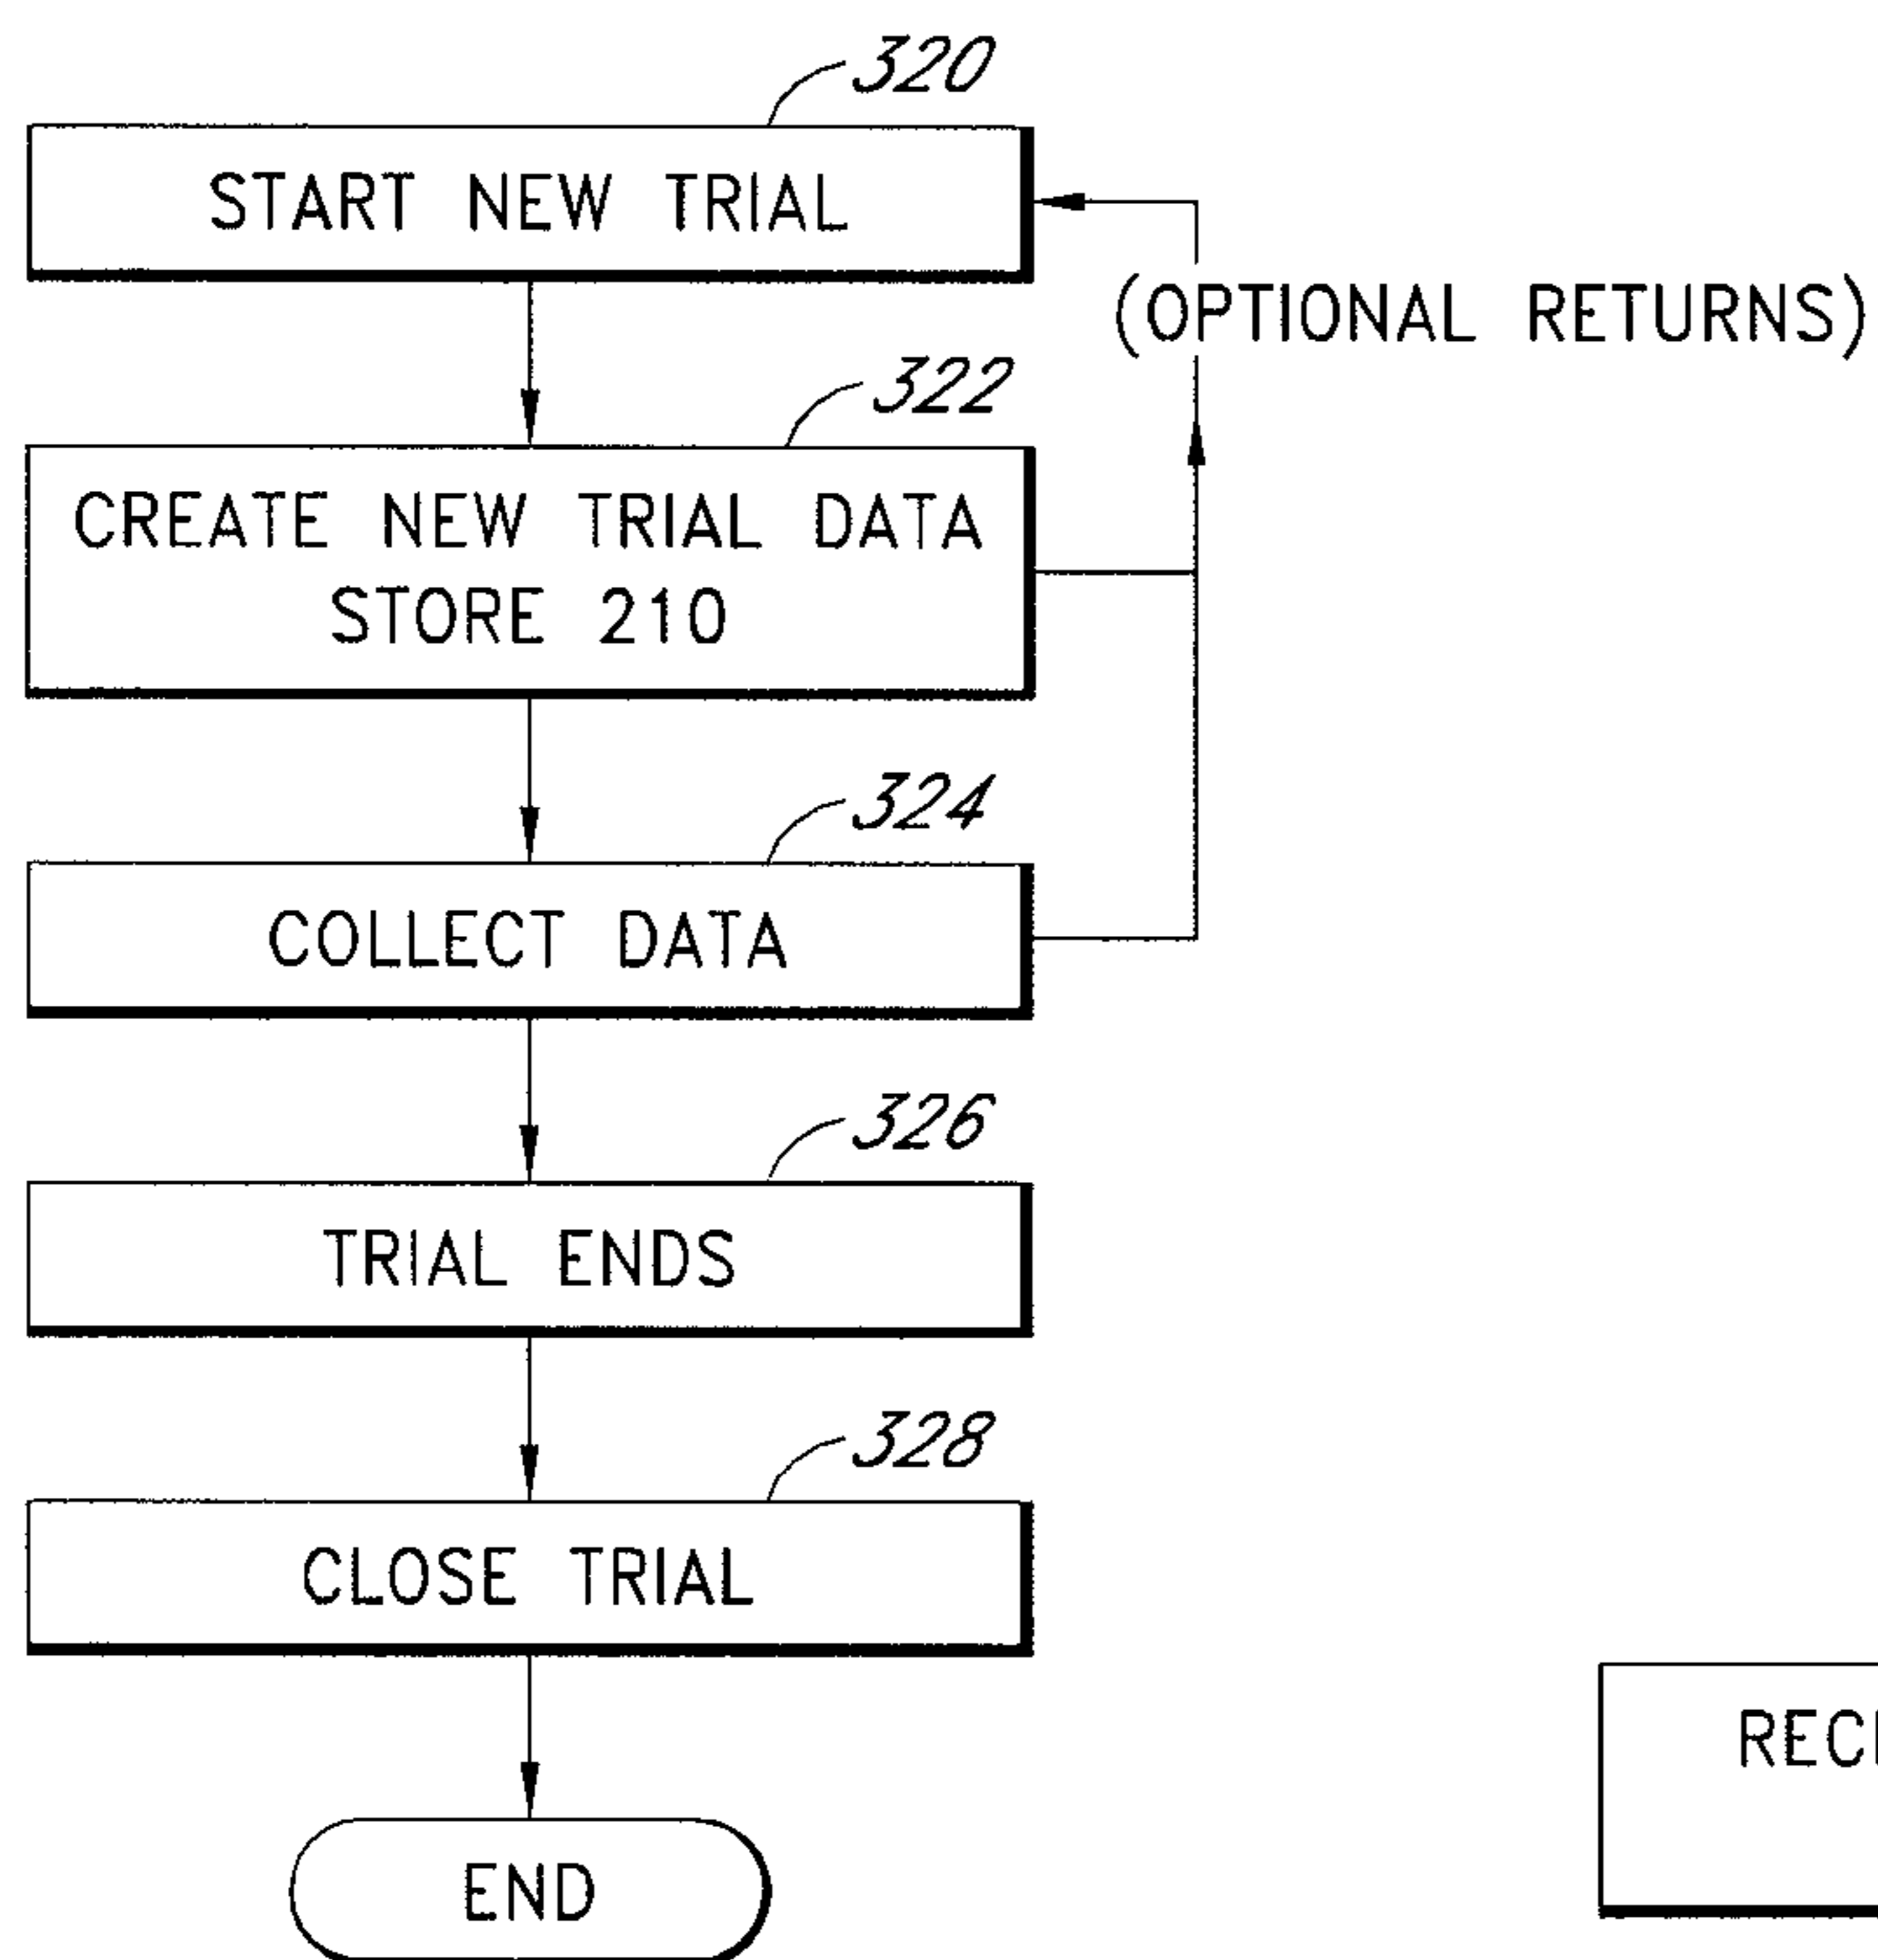 320
START NEW TRIAL
(OPTIONAL RETURNS)
322
CREATE NEW TRIAL DATA
STORE 210
324
COLLECT DATA
326
TRIAL ENDS
328
CLOSE TRIAL
END